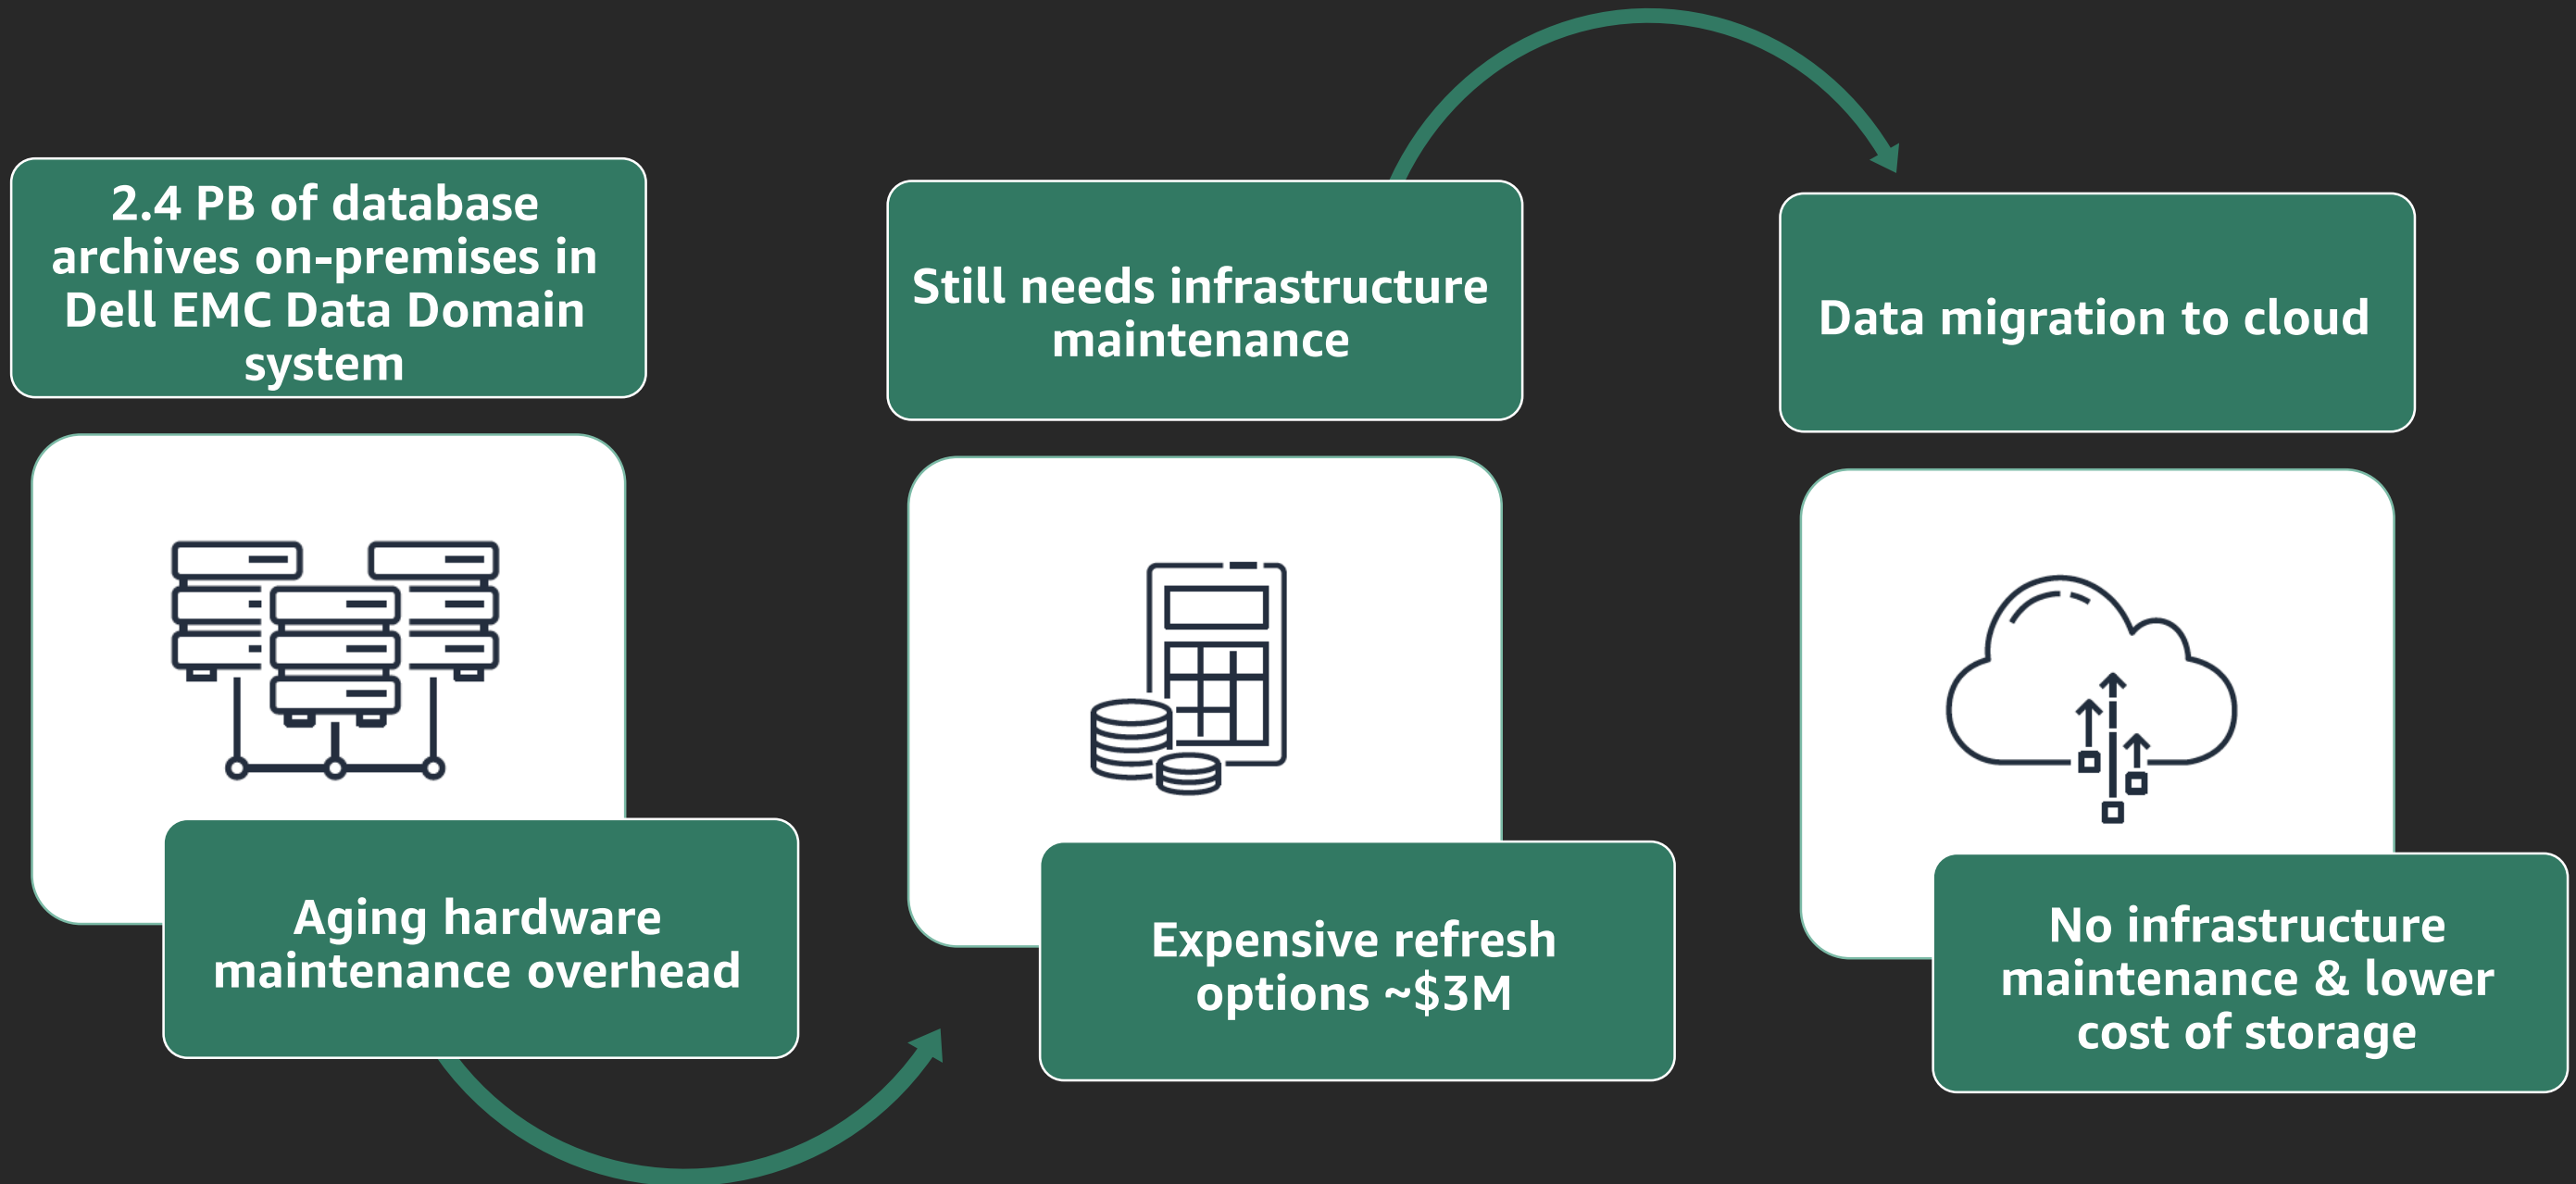 2.4 PB of database
archives on-premises in
Dell EMC Data Domain
system
Aging hardware
maintenance overhead
Still needs infrastructure
maintenance
Expensive refresh
options ~$3M
Data migration to cloud
No infrastructure
maintenance & lower
cost of storage